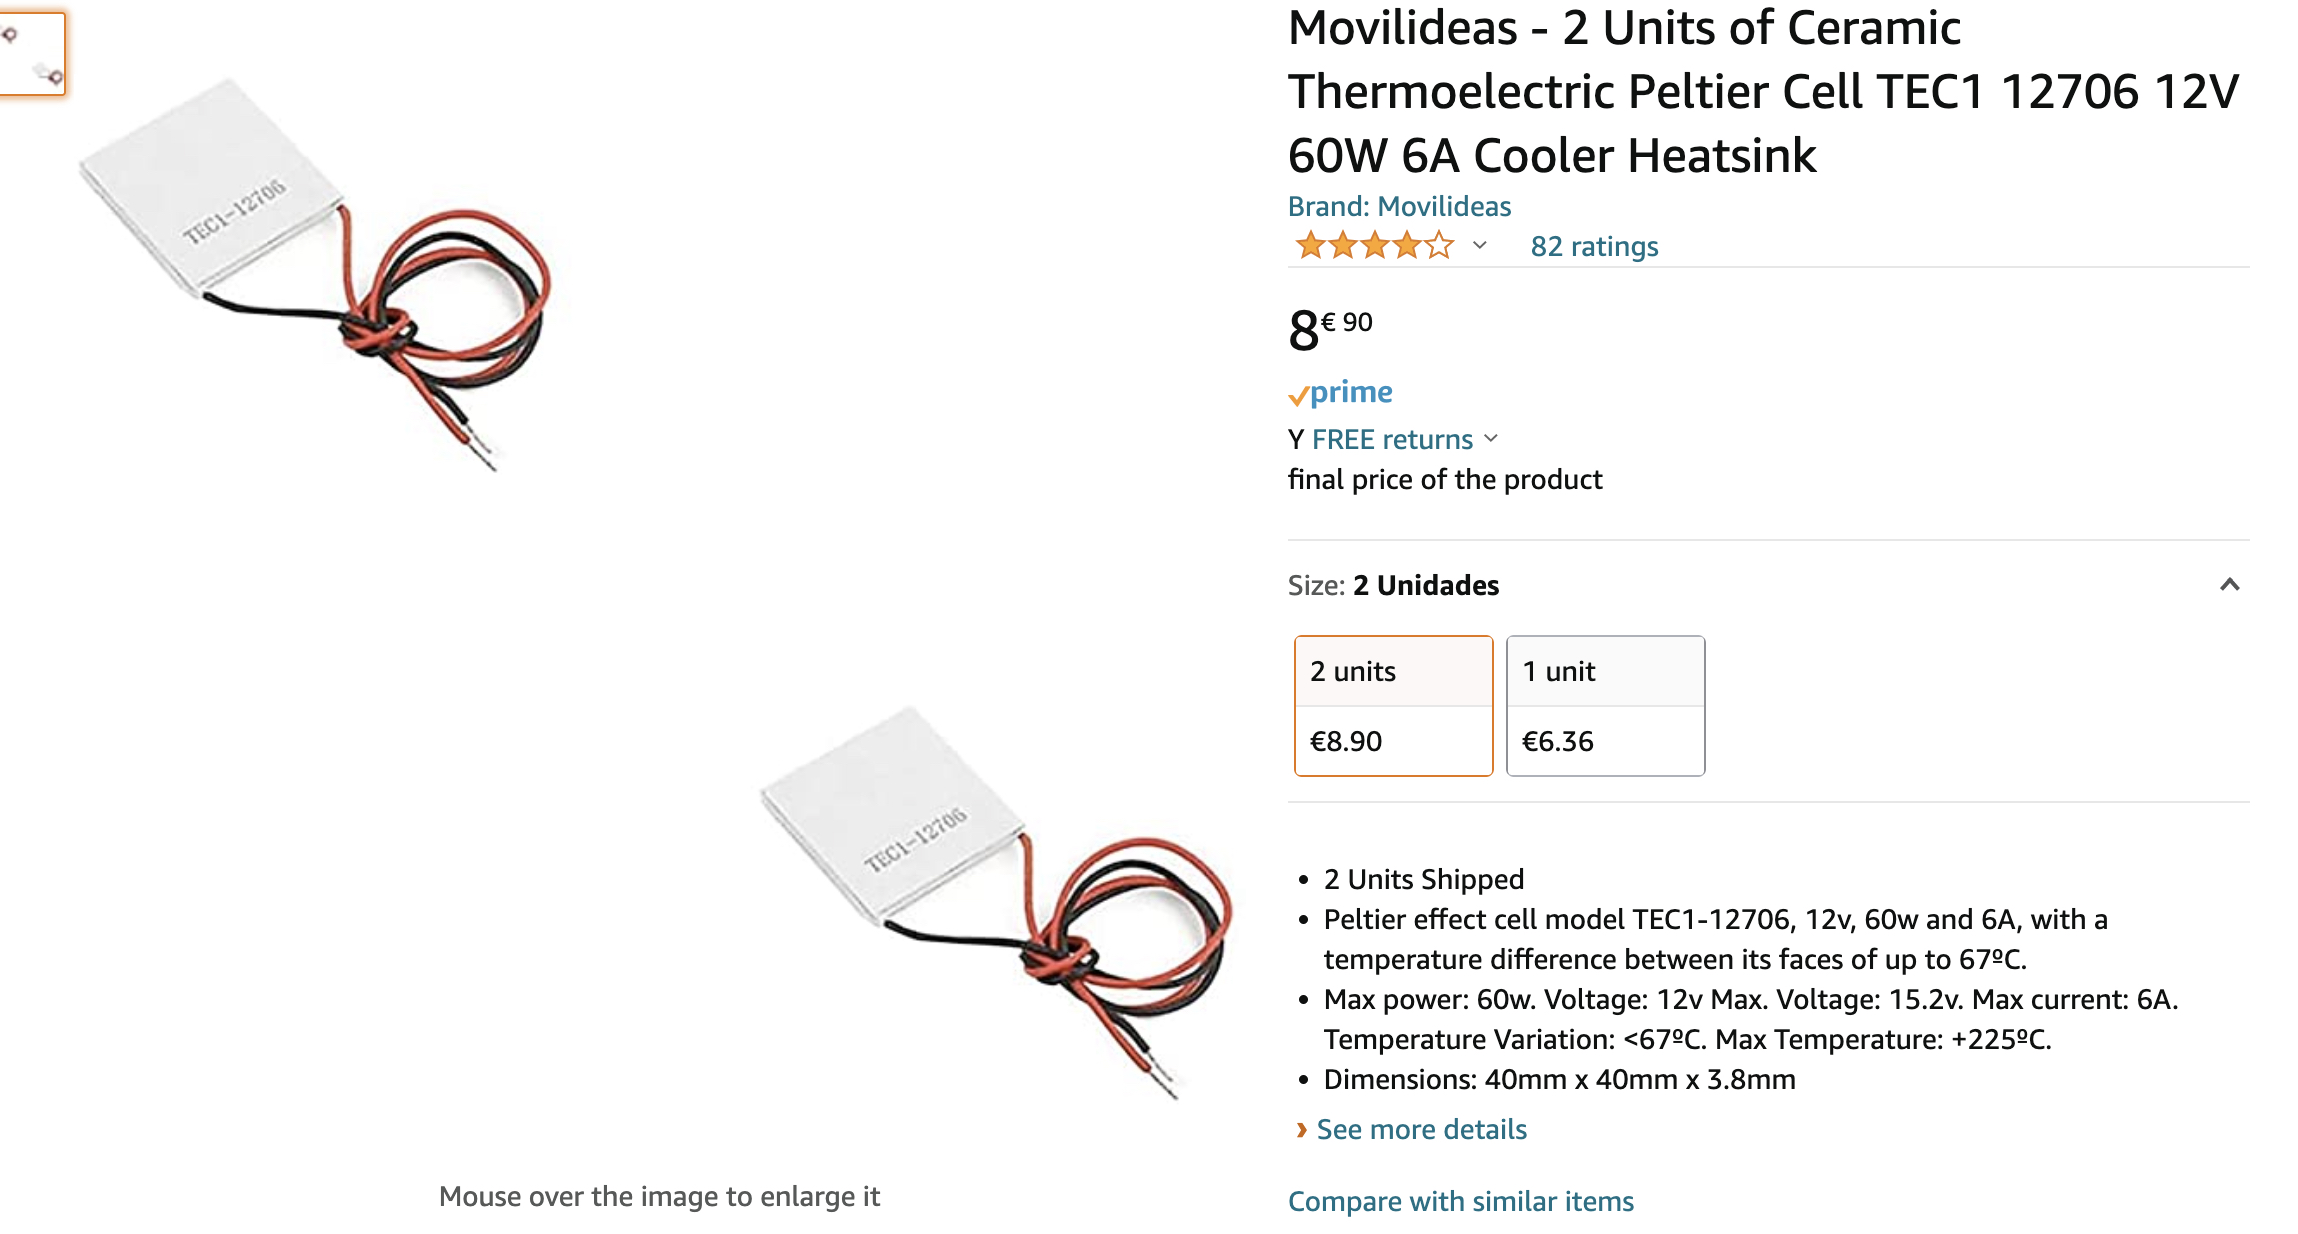 Movilideas - 2 Units of Ceramic
Thermoelectric Peltier Cell TEC1 12706 12V
60W 6A Cooler Heatsink
Brand: Movilideas
82 ratings
8€ 90
prime
Y FREE returns
final price of the product
Size: 2 Unidades
2 units
€8.90
1 unit
€6.36
2 Units Shipped
Peltier effect cell model TEC1-12706, 12v, 60w and 6A, with a
temperature difference between its faces of up to 67ºC.
Max power: 60w. Voltage: 12v Max. Voltage: 15.2v. Max current: 6A.
Temperature Variation: <67ºC. Max Temperature: +225ºC.
Dimensions: 40mm x 40mm x 3.8mm
› See more details
Compare with similar items
TEC1-12706
TEC1-12706
Mouse over the image to enlarge it